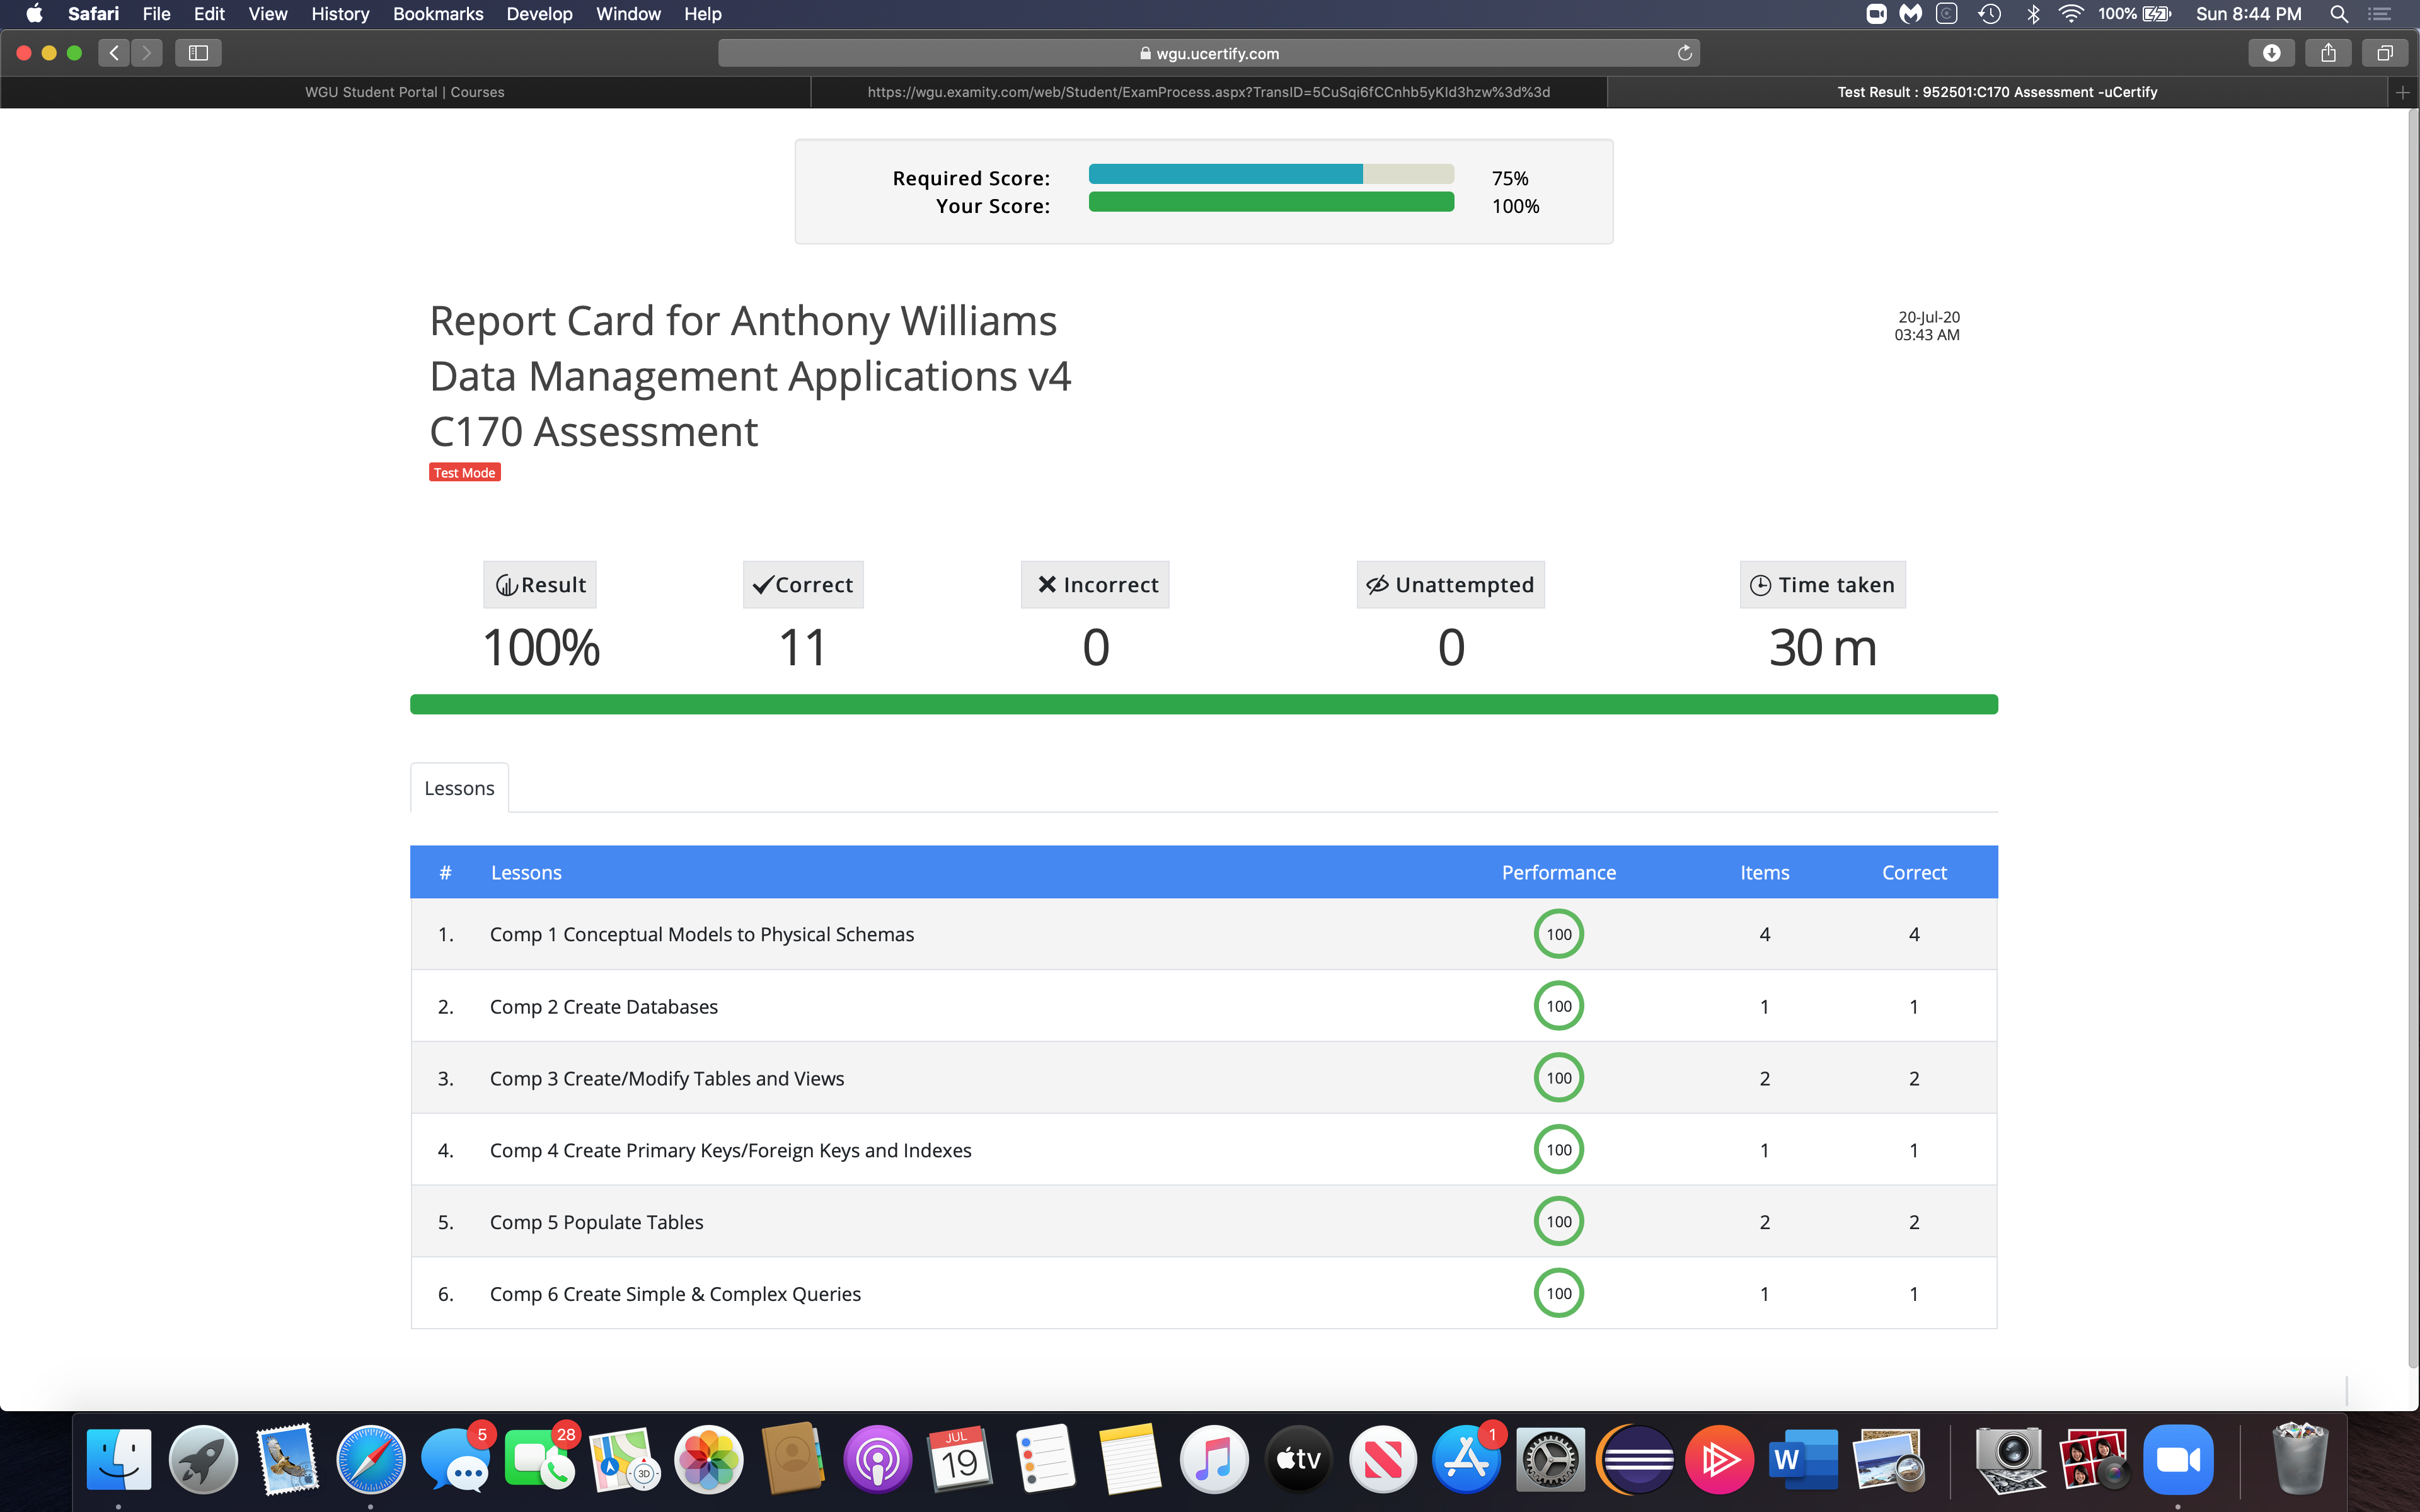 Safari File Edit View History Bookmarks Develop Window Help 100% Sun 8:44 PM
wgu.ucertify.com
WGU Student Portal | Courses https://wgu.examity.com/web/Student/ExamProcess.aspx?TransID=5CuSqi6fCCnhb5yKId3hzw%3d%3d Test Result : 952501:C170 Assessment -uCertify
Required Score: 75%
Your Score: 100%
Report Card for Anthony Williams
Data Management Applications v4
C170 Assessment
Test Mode
20-Jul-20
03:43 AM
Result Correct Incorrect Unattempted Time taken
100% 11 0 0 30 m
Lessons
# Lessons Performance Items Correct
1. Comp 1 Conceptual Models to Physical Schemas 100 4 4
2. Comp 2 Create Databases 100 1 1
3. Comp 3 Create/Modify Tables and Views 100 2 2
4. Comp 4 Create Primary Keys/Foreign Keys and Indexes 100 1 1
5. Comp 5 Populate Tables 100 2 2
6. Comp 6 Create Simple & Complex Queries 100 1 1
5 28 3D JUL 19 tv 1 W